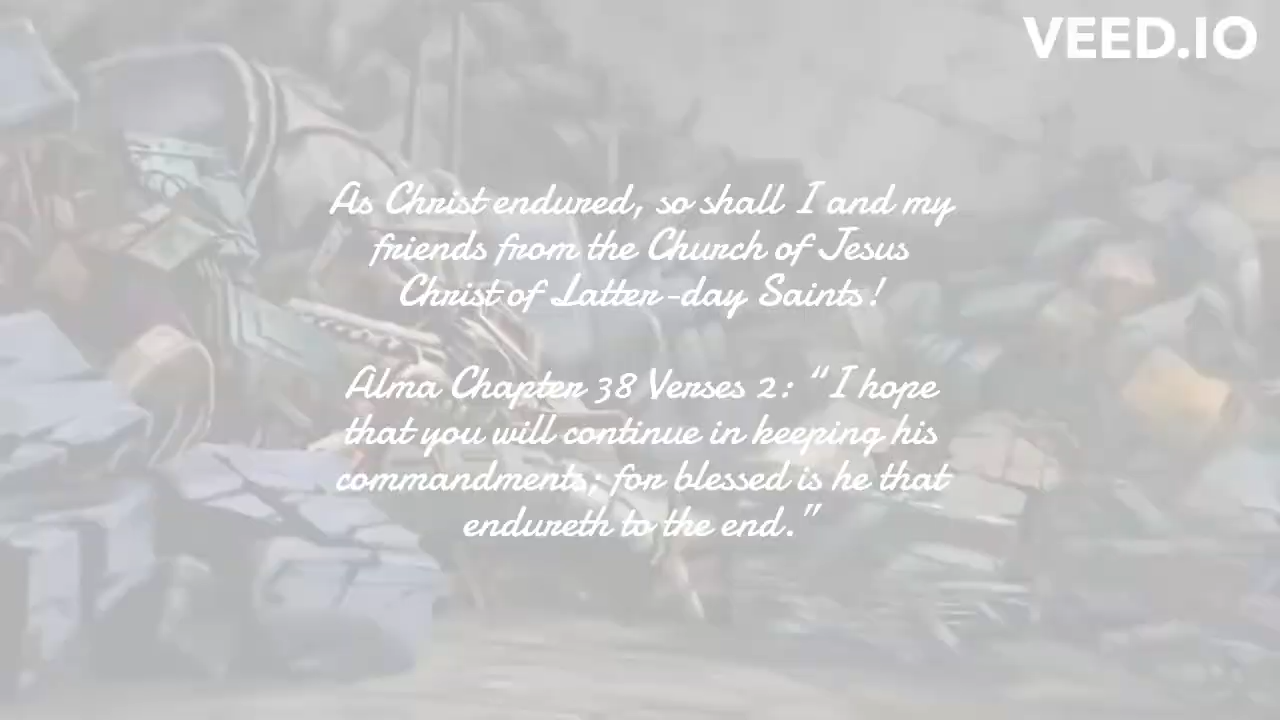 VEED.IO
As Christ endured, so shall I and my
friends from the Church of Jesus
Christ of Latter-day Saints!
Alma Chapter 38 Verses 2: “I hope
that you will continue in keeping his
commandments; for blessed is he that
endureth to the end.”